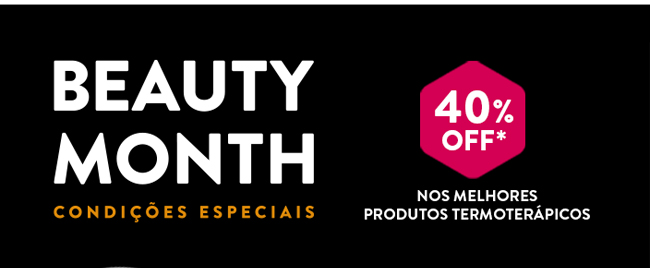 BEAUTY
MONTH
CONDIÇÕES ESPECIAIS
40%
OFF*
NOS MELHORES
PRODUTOS TERMOTERÁPICOS